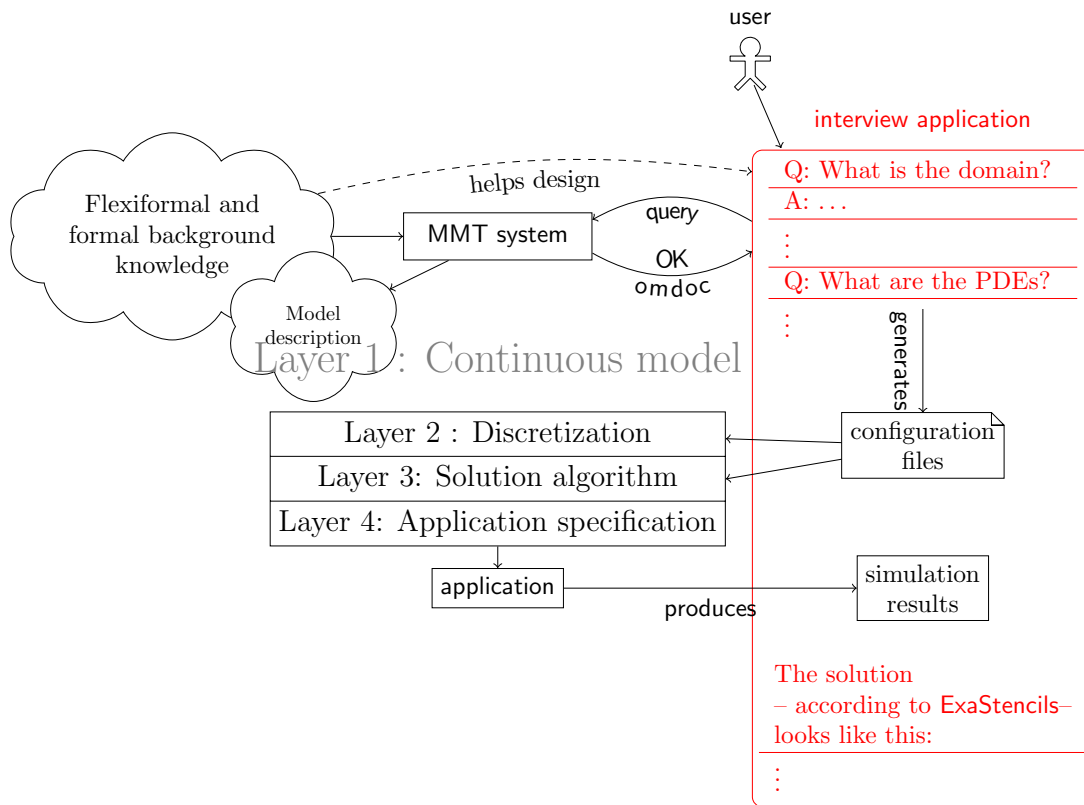 user
interview application
Q: What is the domain?
A: ...
⋮
Q: What are the PDEs?
⋮
helps design
Flexiformal and
formal background
knowledge
MMT system
query
OK
omdoc
Model
description
generates
Layer 1 : Continuous model
Layer 2 : Discretization
Layer 3: Solution algorithm
Layer 4: Application specification
configuration
files
application
produces
simulation
results
The solution
– according to ExaStencils–
looks like this:
⋮